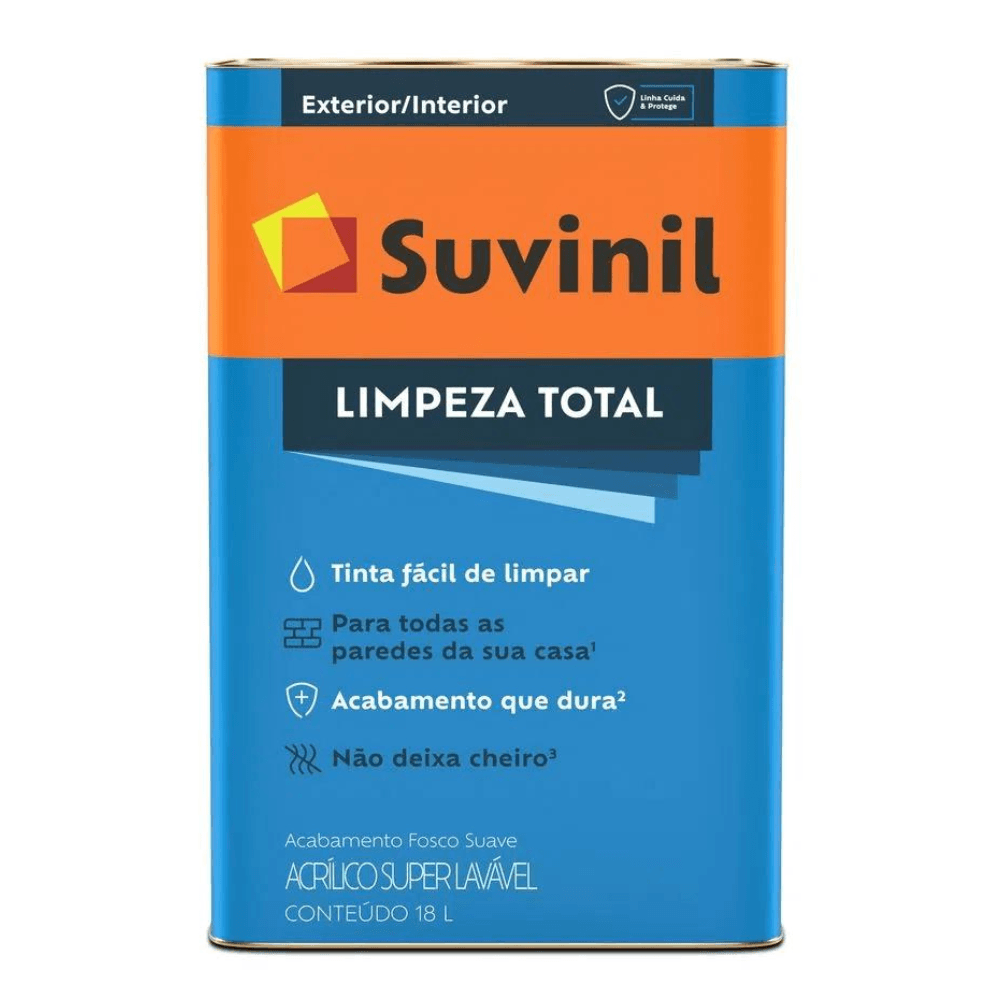 Exterior/Interior
Linha Cuida
& Protege
Suvinil
LIMPEZA TOTAL
Tinta fácil de limpar
Para todas as
paredes da sua casa¹
Acabamento que dura²
Não deixa cheiro³
Acabamento Fosco Suave
ACRÍLICO SUPER LAVÁVEL
CONTEÚDO 18 L